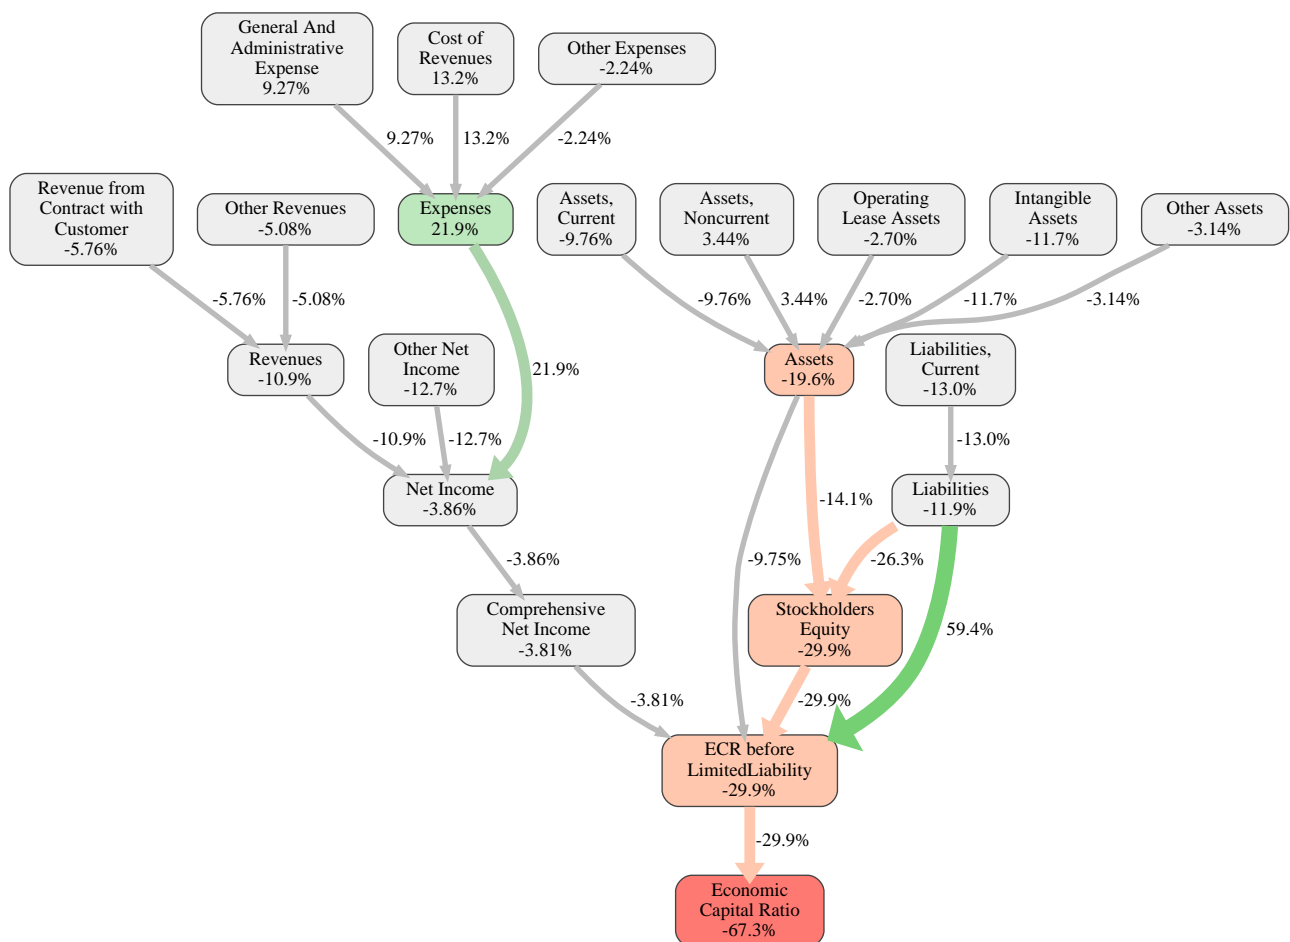 General And
Administrative
Expense
9.27%
Cost of
Revenues
13.2%
Other Expenses
-2.24%
9.27%
13.2%
-2.24%
Revenue from
Contract with
Customer
-5.76%
Other Revenues
-5.08%
Expenses
21.9%
Assets,
Current
-9.76%
Assets,
Noncurrent
3.44%
Operating
Lease Assets
-2.70%
Intangible
Assets
-11.7%
Other Assets
-3.14%
-5.76%
-5.08%
-9.76%
3.44%
-2.70%
-11.7%
-3.14%
Revenues
-10.9%
Other Net
Income
-12.7%
21.9%
Assets
-19.6%
Liabilities,
Current
-13.0%
-10.9%
-12.7%
-13.0%
Net Income
-3.86%
-14.1%
Liabilities
-11.9%
-3.86%
-9.75%
-26.3%
Comprehensive
Net Income
-3.81%
Stockholders
Equity
-29.9%
59.4%
-3.81%
-29.9%
ECR before
LimitedLiability
-29.9%
-29.9%
Economic
Capital Ratio
-67.3%